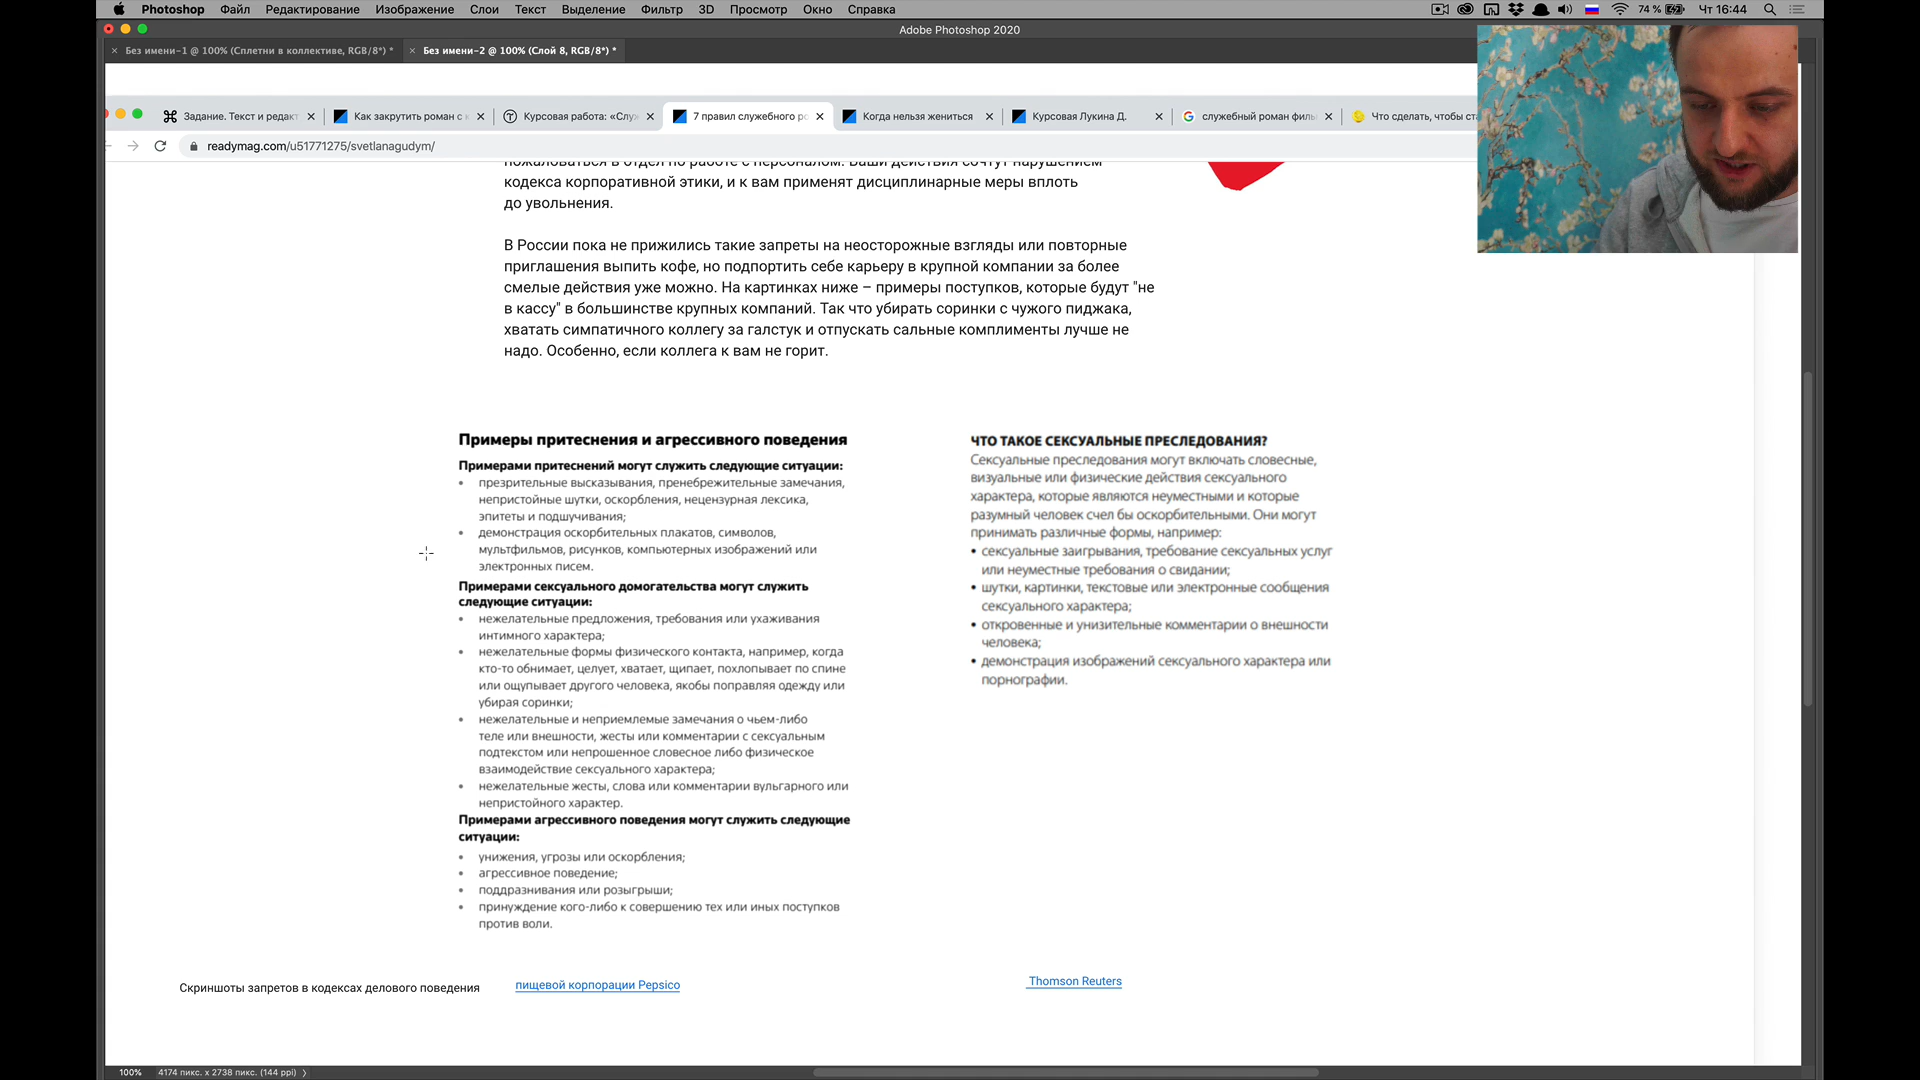 Photoshop Файл Редактирование Изображение Слои Текст Выделение Фильтр 3D Просмотр Окно Справка 74 % Чт 16:44
Adobe Photoshop 2020
Без имени-1 @ 100% (Сплетни в коллективе, RGB/8*) *
Без имени-2 @ 100% (Слой 8, RGB/8*) *
Задание. Текст и редакт
Как закрутить роман с к
Курсовая работа: «Служ
7 правил служебного ро
Когда нельзя жениться
Курсовая Лукина Д.
служебный роман филь
Что сделать, чтобы ст
readymag.com/u51771275/svetlanagudym/
пожаловаться в отдел по работе с персоналом. Ваши действия сочтут нарушением
кодекса корпоративной этики, и к вам применят дисциплинарные меры вплоть
до увольнения.
В России пока не прижились такие запреты на неосторожные взгляды или повторные
приглашения выпить кофе, но подпортить себе карьеру в крупной компании за более
смелые действия уже можно. На картинках ниже – примеры поступков, которые будут "не
в кассу" в большинстве крупных компаний. Так что убирать соринки с чужого пиджака,
хватать симпатичного коллегу за галстук и отпускать сальные комплименты лучше не
надо. Особенно, если коллега к вам не горит.
Примеры притеснения и агрессивного поведения
Примерами притеснений могут служить следующие ситуации:
• презрительные высказывания, пренебрежительные замечания,
непристойные шутки, оскорбления, нецензурная лексика,
эпитеты и подшучивания;
• демонстрация оскорбительных плакатов, символов,
мультфильмов, рисунков, компьютерных изображений или
электронных писем.
Примерами сексуального домогательства могут служить
следующие ситуации:
• нежелательные предложения, требования или ухаживания
интимного характера;
• нежелательные формы физического контакта, например, когда
кто-то обнимает, целует, хватает, щипает, похлопывает по спине
или ощупывает другого человека, якобы поправляя одежду или
убирая соринки;
• нежелательные и неприемлемые замечания о чьем-либо
теле или внешности, жесты или комментарии с сексуальным
подтекстом или непрошенное словесное либо физическое
взаимодействие сексуального характера;
• нежелательные жесты, слова или комментарии вульгарного или
непристойного характер.
Примерами агрессивного поведения могут служить следующие
ситуации:
• унижения, угрозы или оскорбления;
• агрессивное поведение;
• поддразнивания или розыгрыши;
• принуждение кого-либо к совершению тех или иных поступков
против воли.
ЧТО ТАКОЕ СЕКСУАЛЬНЫЕ ПРЕСЛЕДОВАНИЯ?
Сексуальные преследования могут включать словесные,
визуальные или физические действия сексуального
характера, которые являются неуместными и которые
разумный человек счел бы оскорбительными. Они могут
принимать различные формы, например:
• сексуальные заигрывания, требование сексуальных услуг
или неуместные требования о свидании;
• шутки, картинки, текстовые или электронные сообщения
сексуального характера;
• откровенные и унизительные комментарии о внешности
человека;
• демонстрация изображений сексуального характера или
порнографии.
Скриншоты запретов в кодексах делового поведения
пищевой корпорации Pepsico
Thomson Reuters
100% 4174 пикс. x 2738 пикс. (144 ppi)